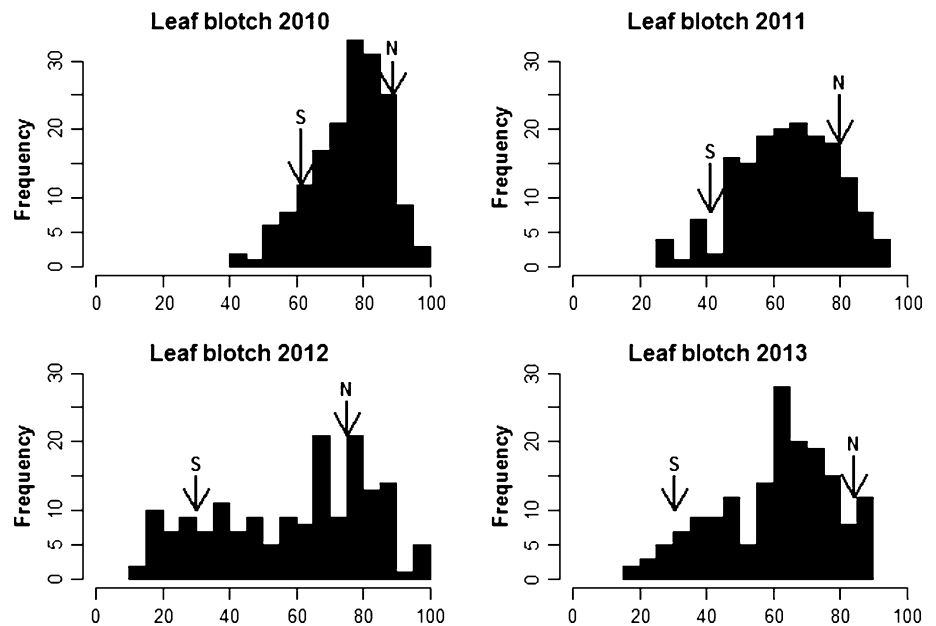 Leaf blotch 2010
Frequency
0 5 10 20 30
S
N
0 20 40 60 80 100
Leaf blotch 2011
Frequency
0 5 10 20 30
S
N
0 20 40 60 80 100
Leaf blotch 2012
Frequency
0 5 10 20 30
S
N
0 20 40 60 80 100
Leaf blotch 2013
Frequency
0 5 10 20 30
S
N
0 20 40 60 80 100